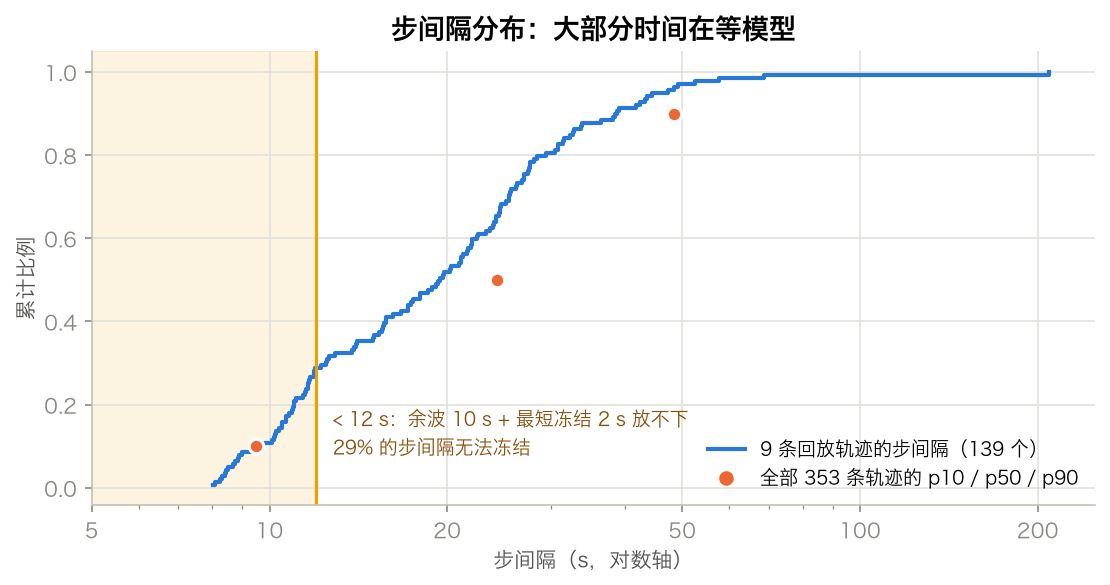 步间隔分布：大部分时间在等模型
累计比例
1.0
0.8
0.6
0.4
0.2
0.0
< 12 s：余波 10 s + 最短冻结 2 s 放不下
29% 的步间隔无法冻结
9 条回放轨迹的步间隔（139 个）
全部 353 条轨迹的 p10 / p50 / p90
5 10 20 50 100 200
步间隔（s，对数轴）